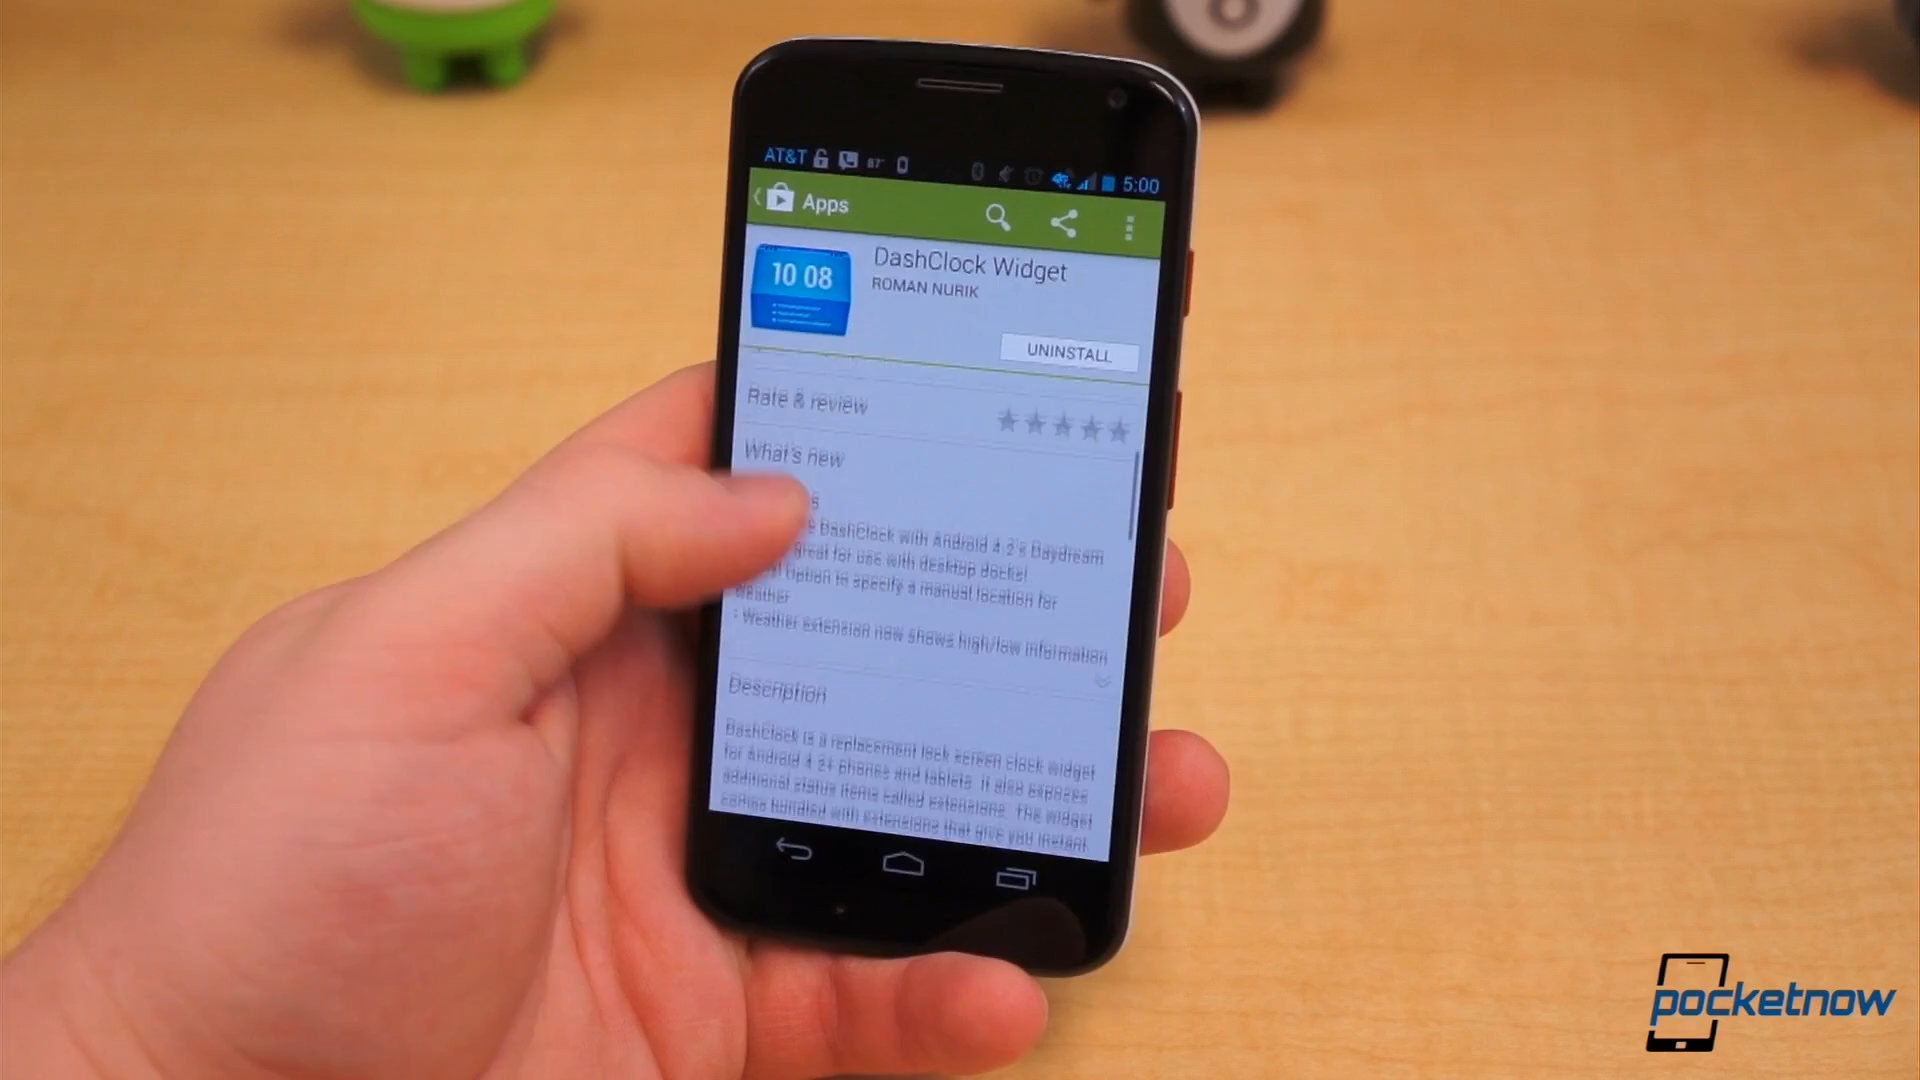 AT&T 87° 5:00
Apps
10 08
DashClock Widget
ROMAN NURIK
UNINSTALL
Rate & review
What's new
DashClock with Android 4.2's Daydream
great for use with desktop docks!
Option to specify a manual location for
weather
Weather extension now shows high/low information
Description
DashClock is a replacement lock screen clock widget
for Android 4.2+ phones and tablets. It also exposes
additional status items called extensions. The widget
comes bundled with extensions that give you instant
pocketnow